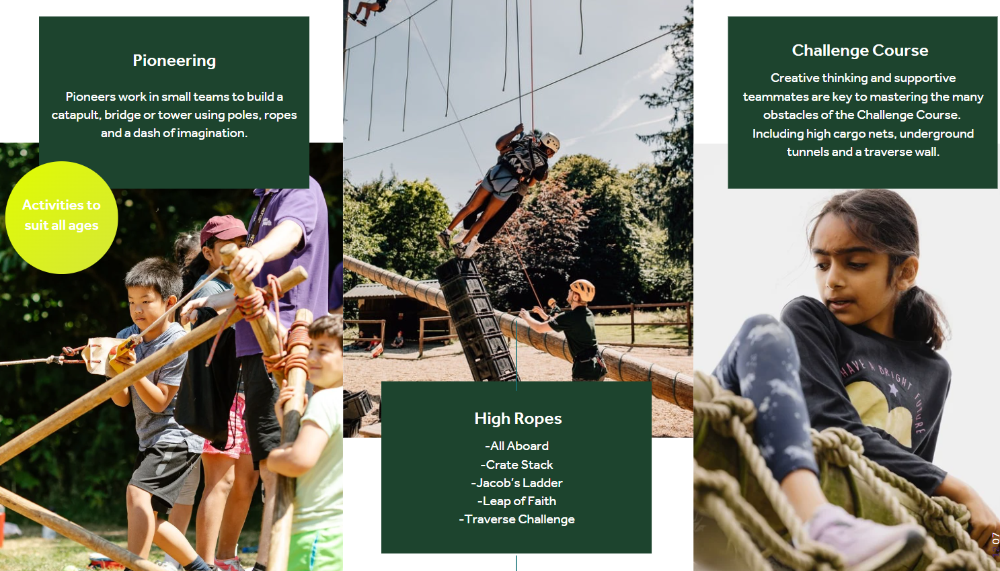 Pioneering
Pioneers work in small teams to build a
catapult, bridge or tower using poles, ropes
and a dash of imagination.
Activities to
suit all ages
High Ropes
-All Aboard
-Crate Stack
-Jacob's Ladder
-Leap of Faith
-Traverse Challenge
Challenge Course
Creative thinking and supportive
teammates are key to mastering the many
obstacles of the Challenge Course.
Including high cargo nets, underground
tunnels and a traverse wall.
HAVE A BRIGHT FUTURE
07